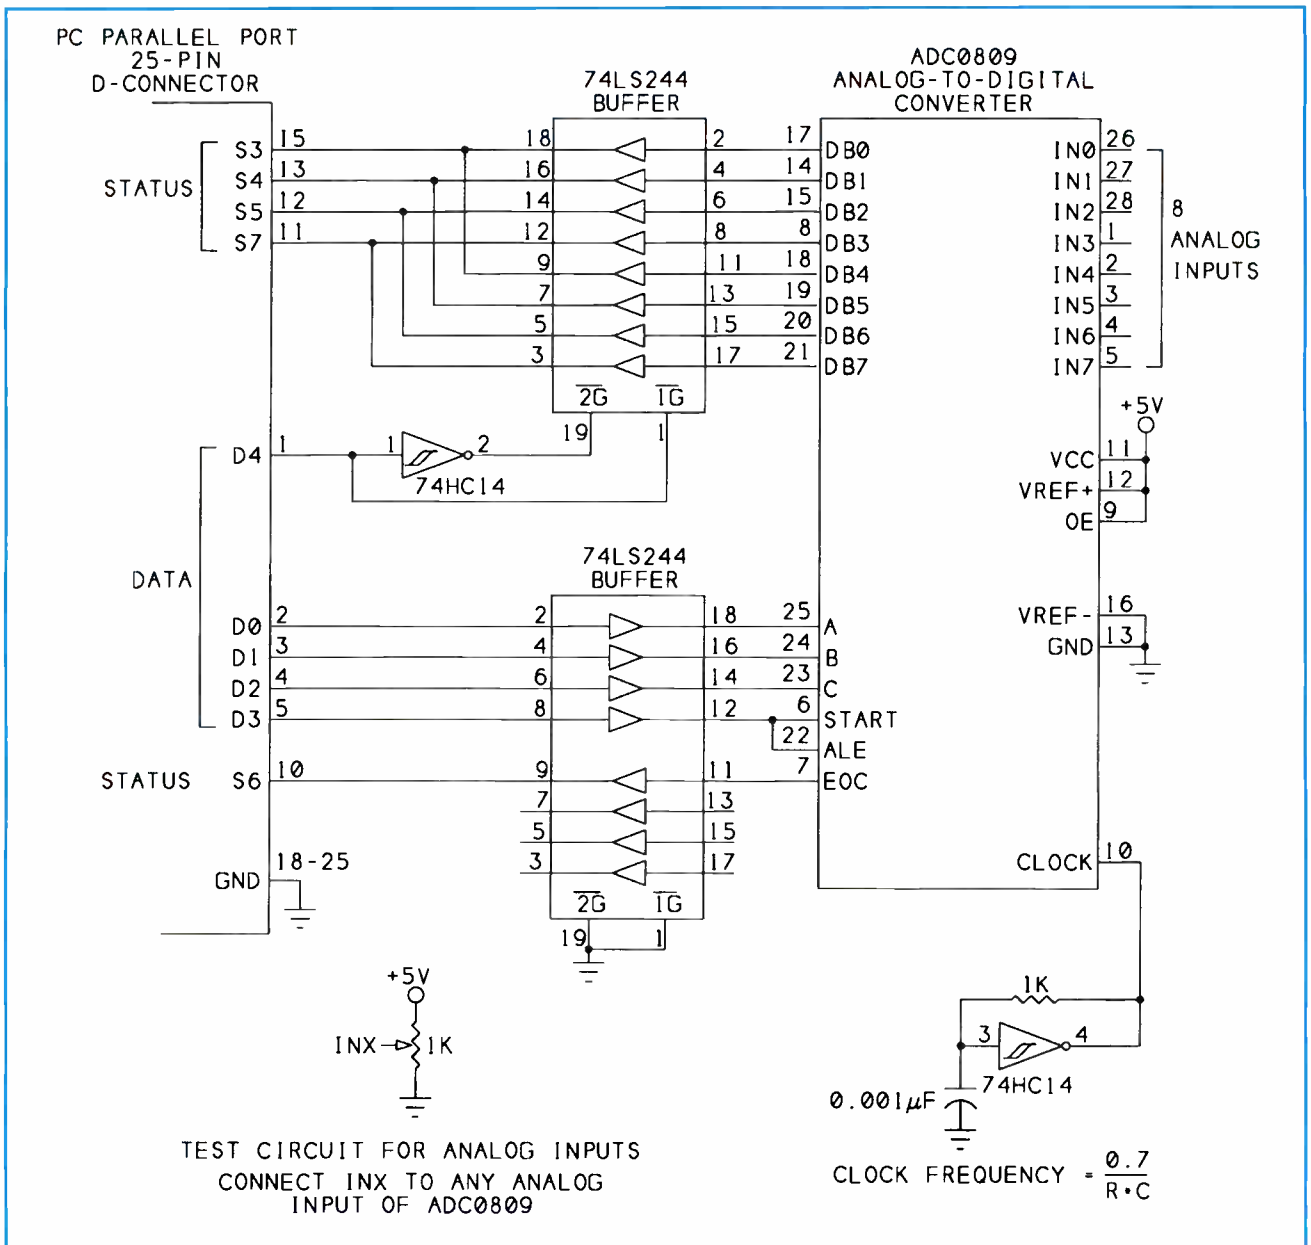 PC PARALLEL PORT
25-PIN
D-CONNECTOR
74LS244
BUFFER
ADC0809
ANALOG-TO-DIGITAL
CONVERTER
STATUS
S3 15 18 2 17 DB0
S4 13 16 4 14 DB1
S5 12 14 6 15 DB2
S7 11 12 8 8 DB3
9 11 18 DB4
7 13 19 DB5
5 15 20 DB6
3 17 21 DB7
2G 1G
19 1
IN0 26
IN1 27
IN2 28
IN3 1
IN4 2
IN5 3
IN6 4
IN7 5
8
ANALOG
INPUTS
+5V
VCC 11
VREF+ 12
OE 9
VREF- 16
GND 13
DATA
D4 1 1 2
74HC14
74LS244
BUFFER
D0 2 2 18 25 A
D1 3 4 16 24 B
D2 4 6 14 23 C
D3 5 8 12 6 START
22 ALE
STATUS S6 10 9 11 7 EOC
7 13
5 15
3 17
2G 1G
19 1
GND 18-25
CLOCK 10
1K
3 4
74HC14
0.001µF
CLOCK FREQUENCY = 0.7
R•C
+5V
INX 1K
TEST CIRCUIT FOR ANALOG INPUTS
CONNECT INX TO ANY ANALOG
INPUT OF ADC0809